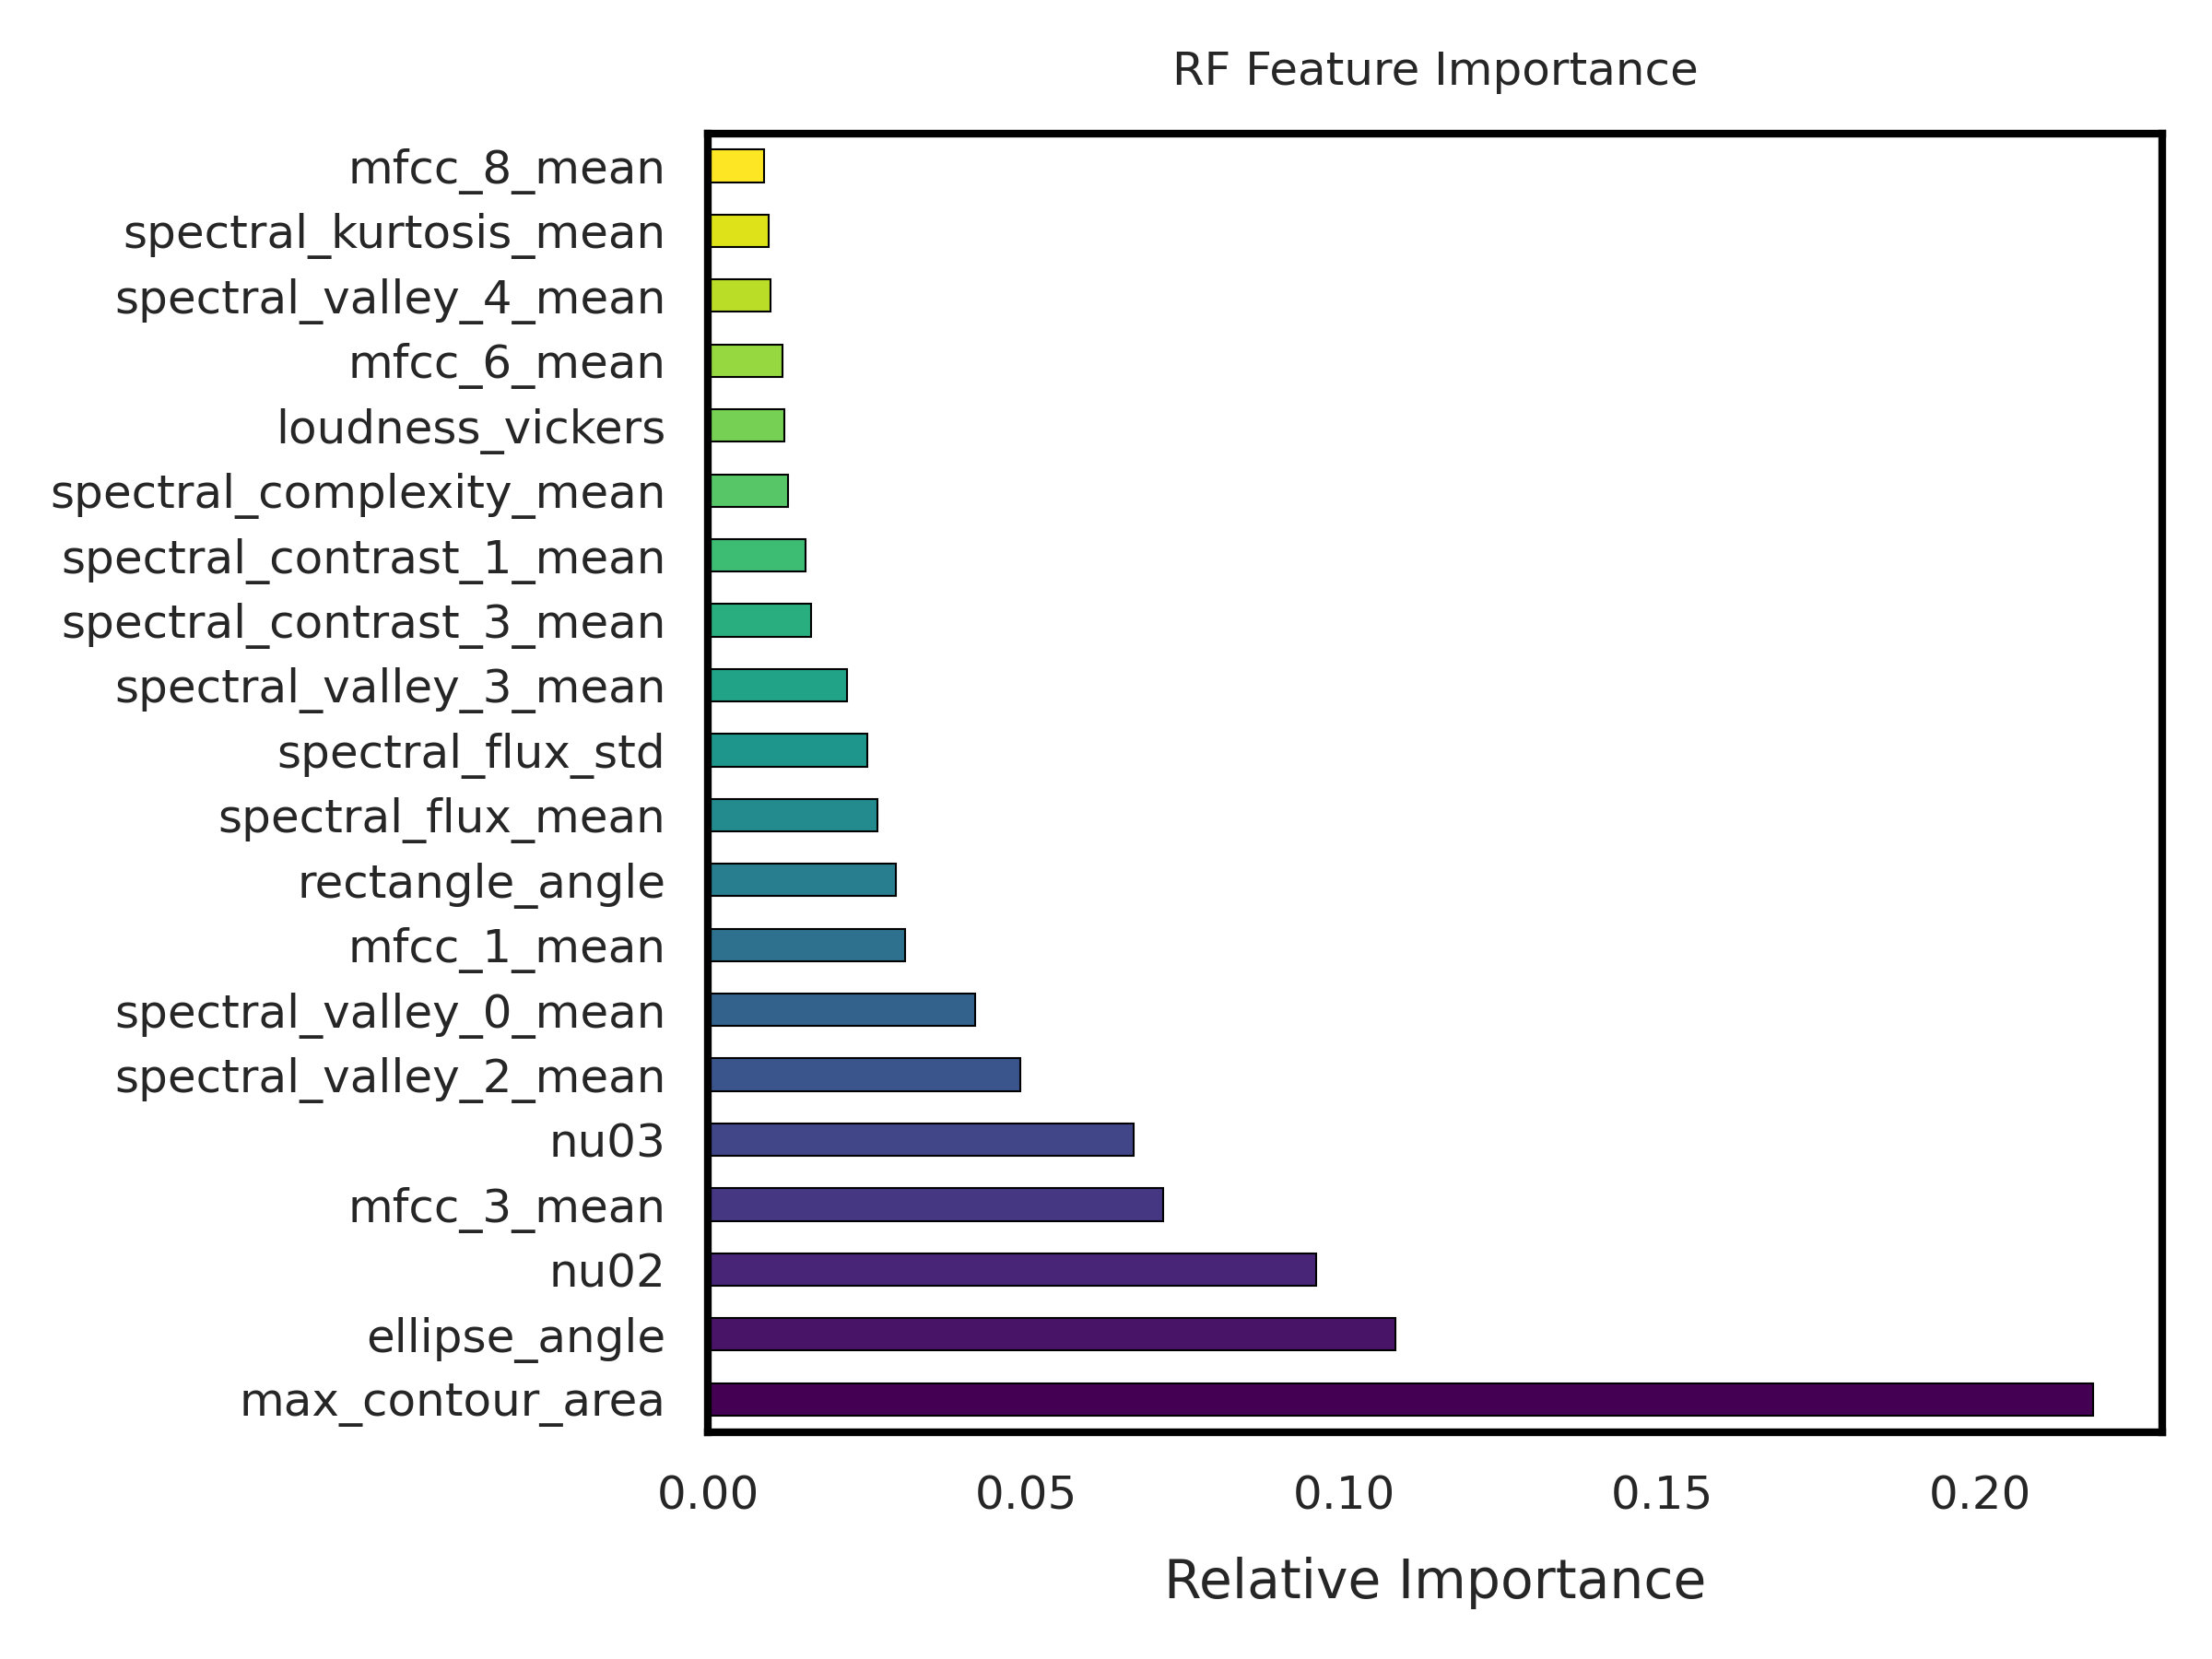 RF Feature Importance
mfcc_8_mean
spectral_kurtosis_mean
spectral_valley_4_mean
mfcc_6_mean
loudness_vickers
spectral_complexity_mean
spectral_contrast_1_mean
spectral_contrast_3_mean
spectral_valley_3_mean
spectral_flux_std
spectral_flux_mean
rectangle_angle
mfcc_1_mean
spectral_valley_0_mean
spectral_valley_2_mean
nu03
mfcc_3_mean
nu02
ellipse_angle
max_contour_area
0.00 0.05 0.10 0.15 0.20
Relative Importance